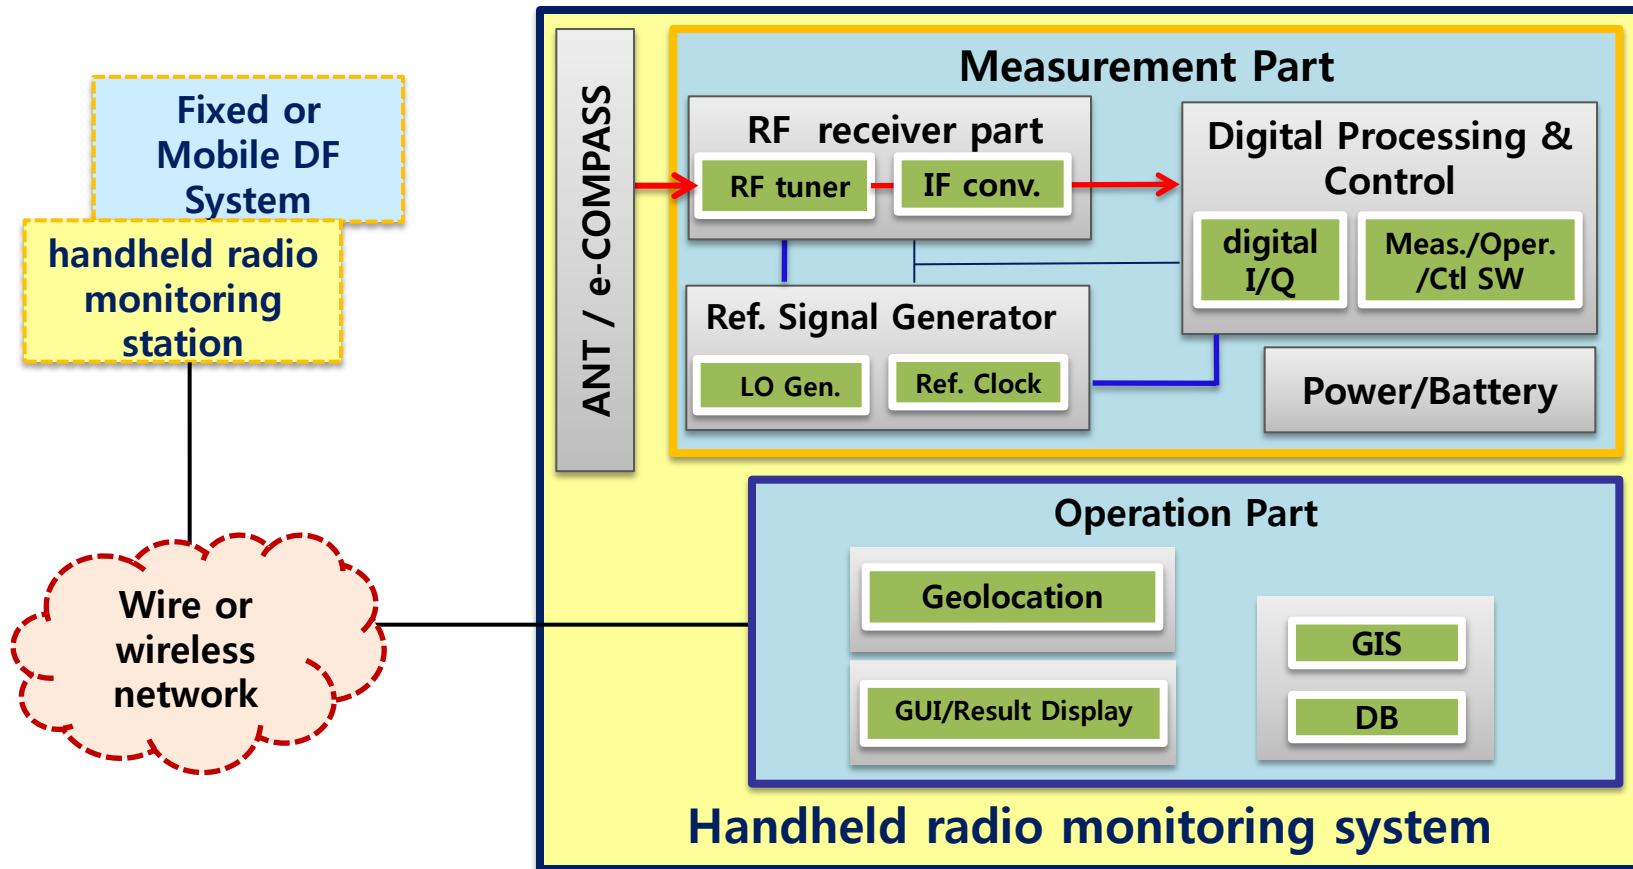 Fixed or
Mobile DF
System
handheld radio
monitoring
station
Wire or
wireless
network
ANT / e-COMPASS
Measurement Part
RF receiver part
RF tuner
IF conv.
Digital Processing &
Control
digital
I/Q
Meas./Oper.
/Ctl SW
Ref. Signal Generator
LO Gen.
Ref. Clock
Power/Battery
Operation Part
Geolocation
GUI/Result Display
GIS
DB
Handheld radio monitoring system